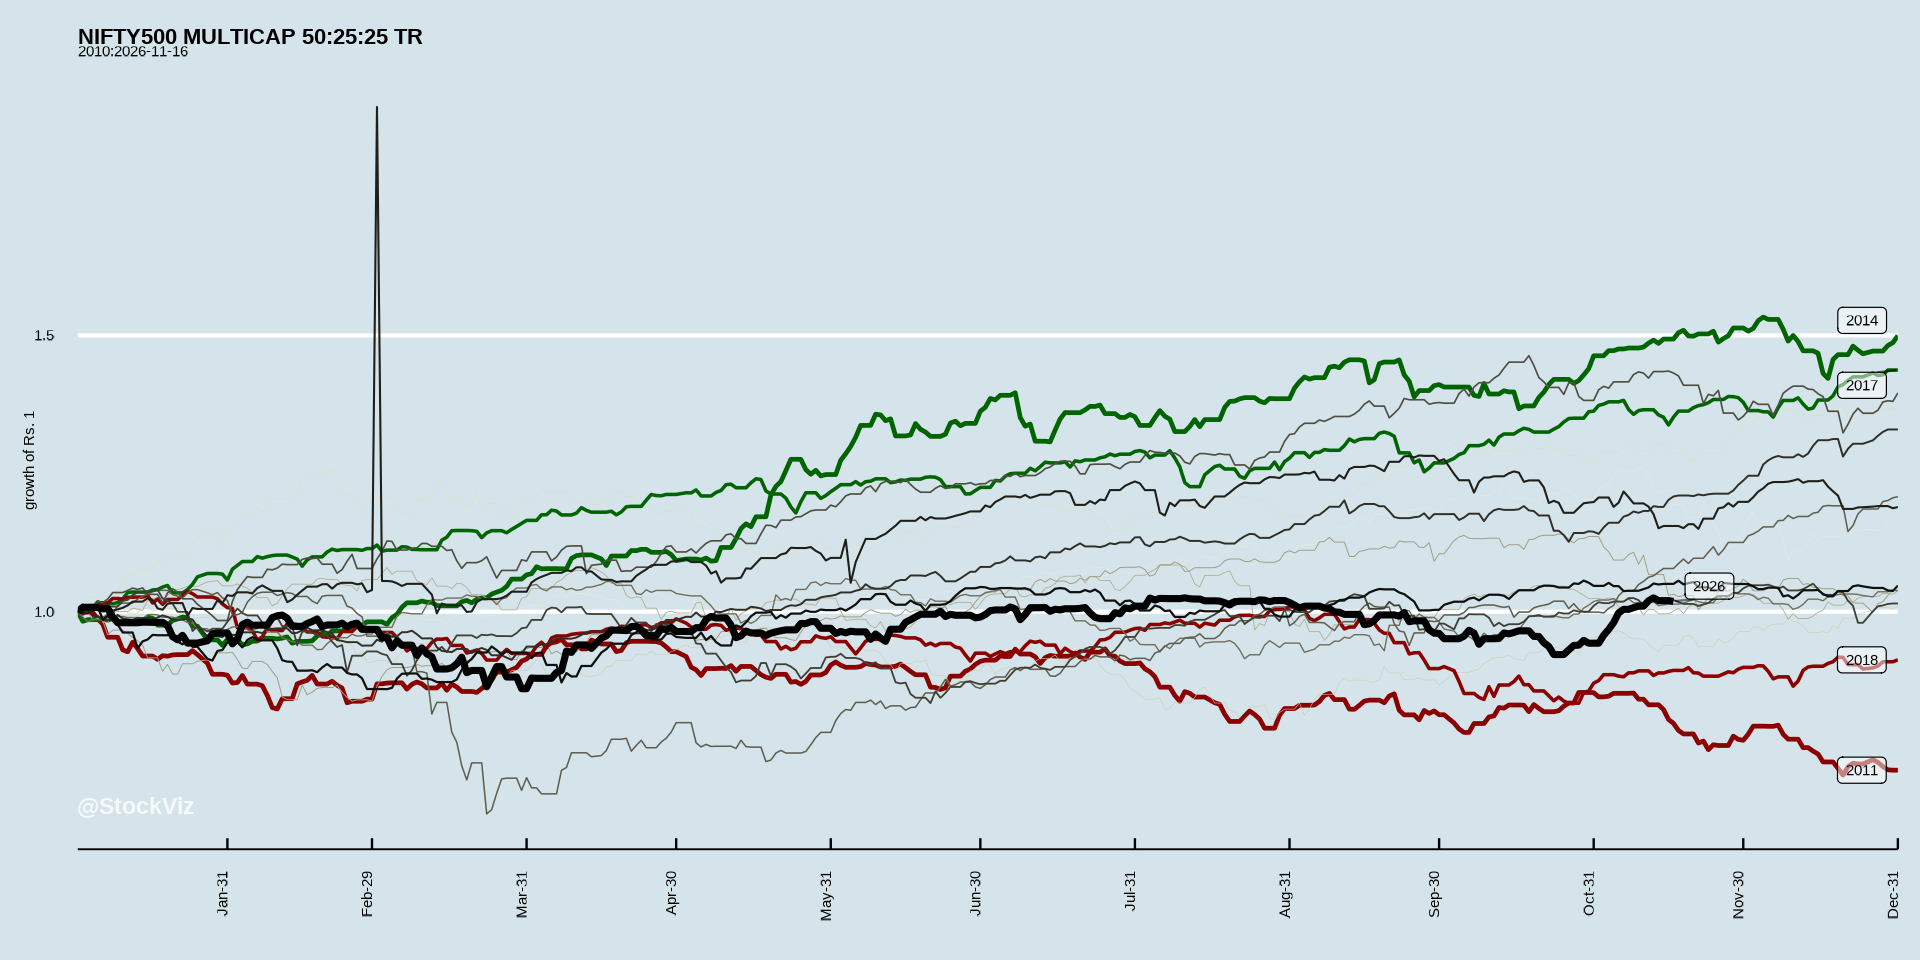 NIFTY500 MULTICAP 50:25:25 TR
2010:2026-11-16
growth of Rs. 1
1.5
1.0
2014
2017
2026
2018
2011
@StockViz
Jan-31
Feb-29
Mar-31
Apr-30
May-31
Jun-30
Jul-31
Aug-31
Sep-30
Oct-31
Nov-30
Dec-31